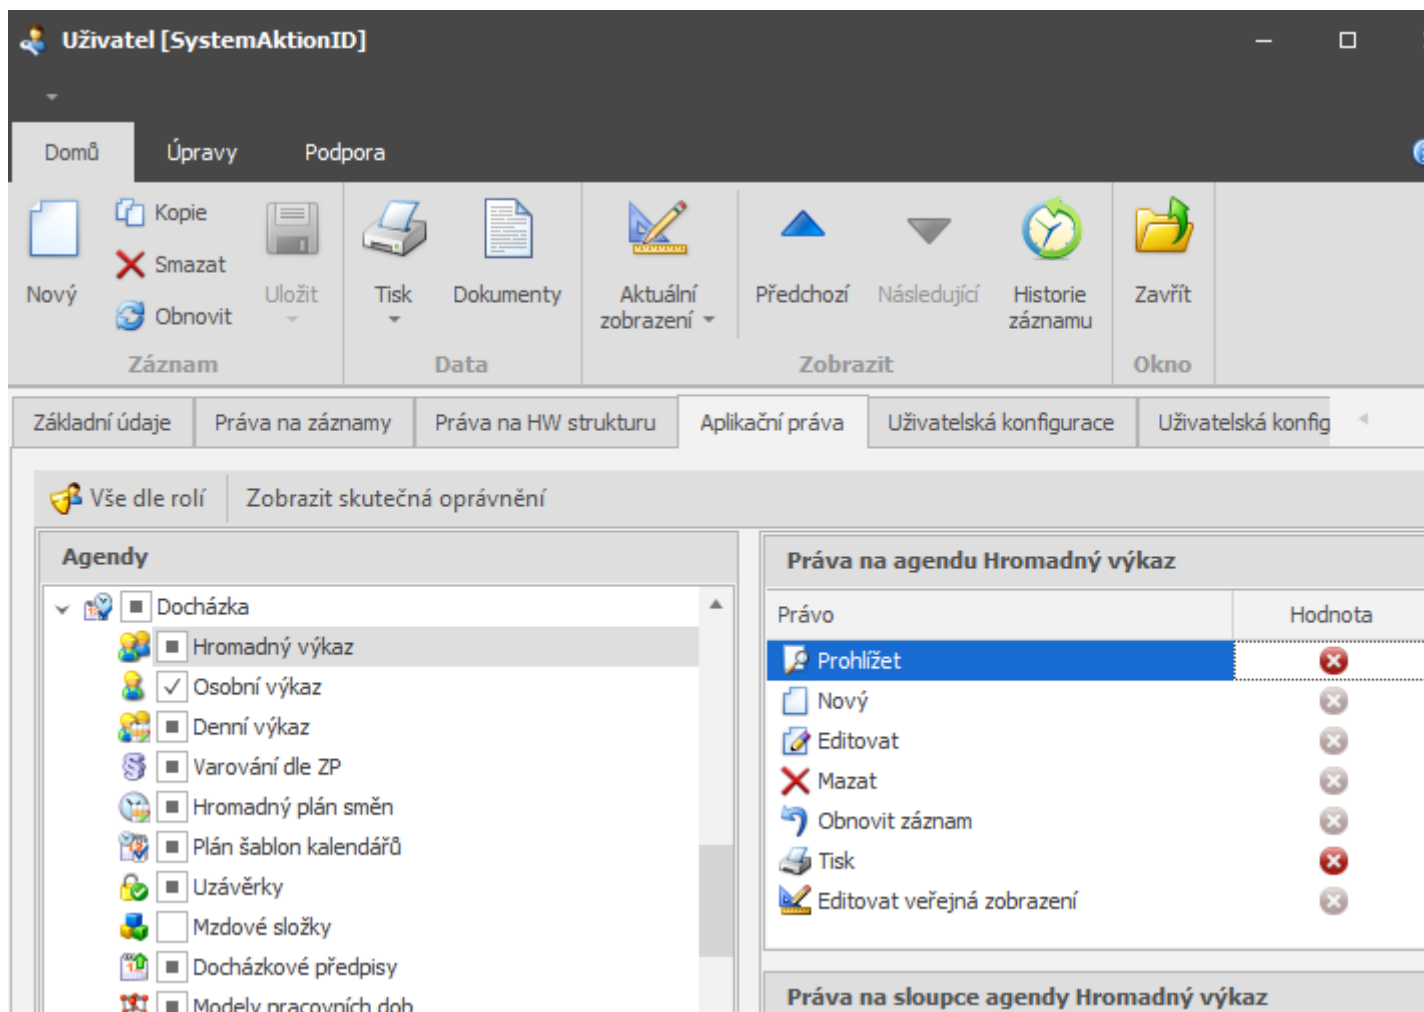 Uživatel [SystemAktionID]
Domů Úpravy Podpora
Nový Kopie Smazat Obnovit Uložit Tisk Dokumenty Aktuální zobrazení Předchozí Následující Historie záznamu Zavřít
Záznam Data Zobrazit Okno
Základní údaje Práva na záznamy Práva na HW strukturu Aplikační práva Uživatelská konfigurace Uživatelská konfig
Vše dle rolí Zobrazit skutečná oprávnění
Agendy
Docházka
Hromadný výkaz
Osobní výkaz
Denní výkaz
Varování dle ZP
Hromadný plán směn
Plán šablon kalendářů
Uzávěrky
Mzdové složky
Docházkové předpisy
Modely pracovních dob
Práva na agendu Hromadný výkaz
Právo Hodnota
Prohlížet
Nový
Editovat
Mazat
Obnovit záznam
Tisk
Editovat veřejná zobrazení
Práva na sloupce agendy Hromadný výkaz